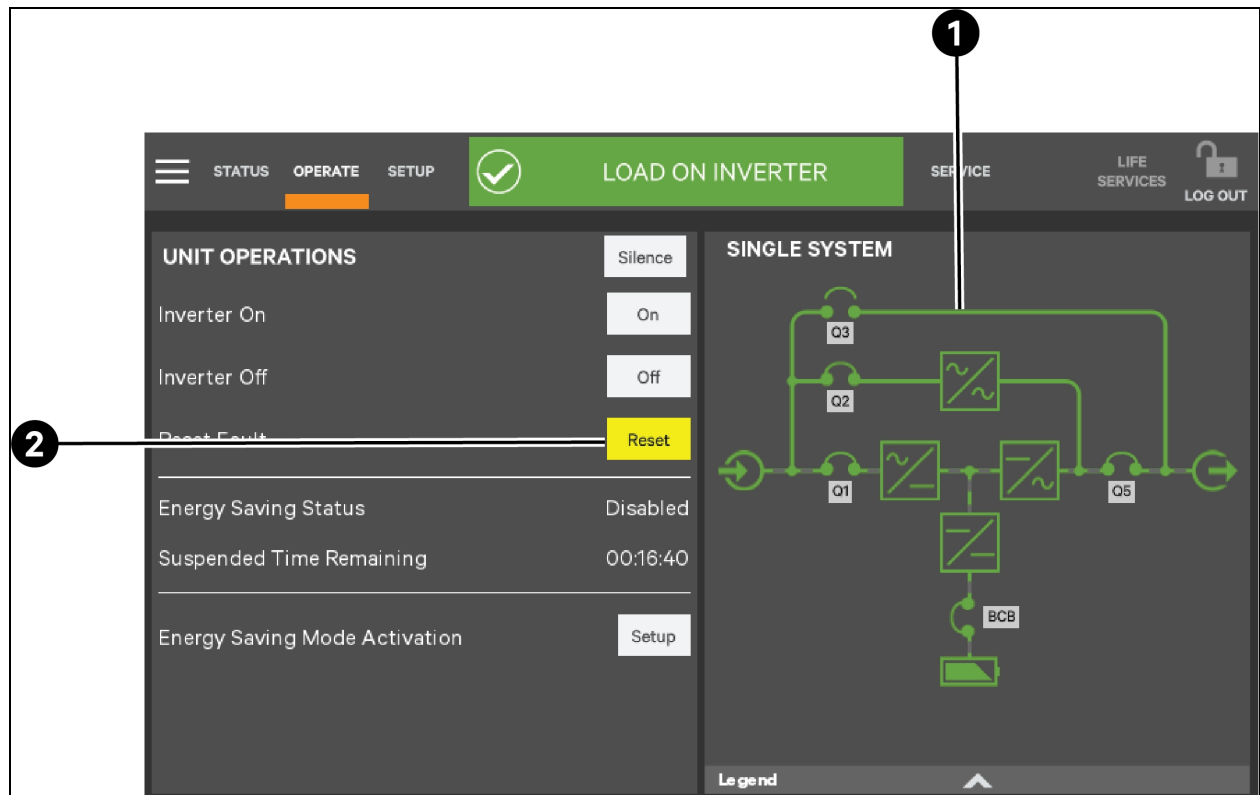 1
STATUS OPERATE SETUP LOAD ON INVERTER SERVICE LIFE SERVICES LOG OUT
UNIT OPERATIONS Silence
Inverter On On
Inverter Off Off
2 Reset Fault Reset
Energy Saving Status Disabled
Suspended Time Remaining 00:16:40
Energy Saving Mode Activation Setup
SINGLE SYSTEM
Q3
Q2
Q1 Q5
BCB
Legend